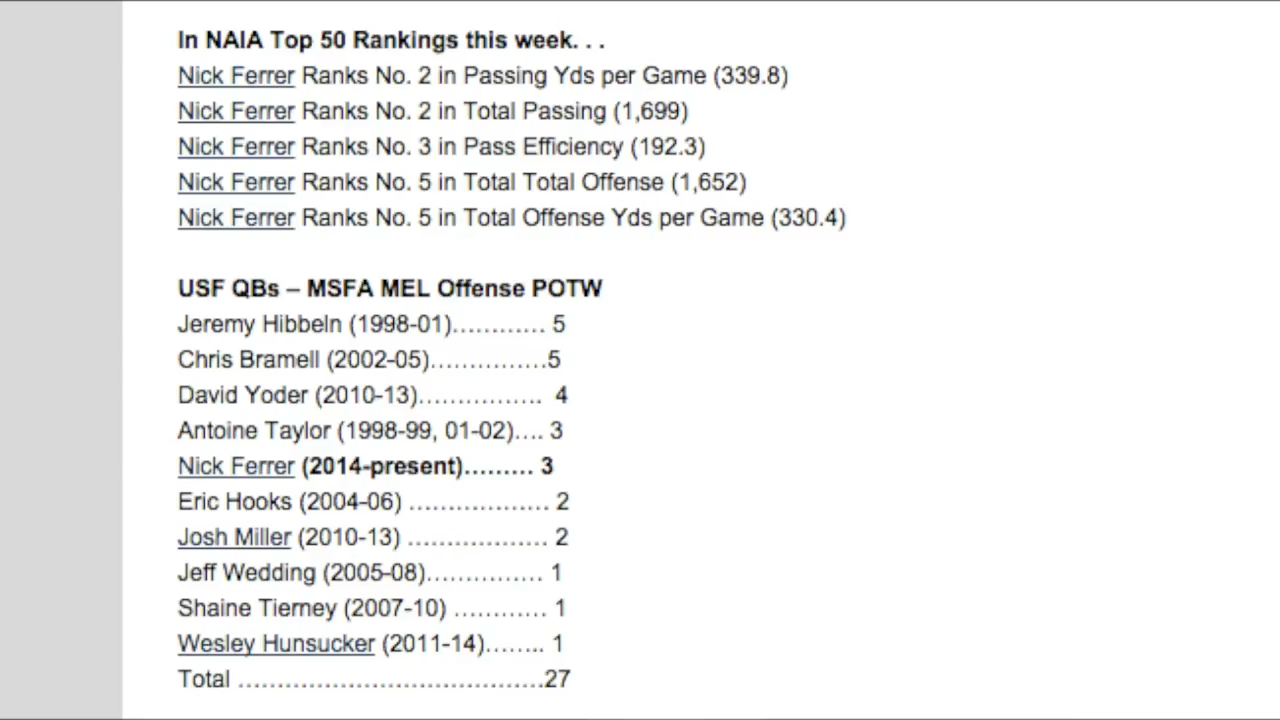 In NAIA Top 50 Rankings this week. . .
Nick Ferrer Ranks No. 2 in Passing Yds per Game (339.8)
Nick Ferrer Ranks No. 2 in Total Passing (1,699)
Nick Ferrer Ranks No. 3 in Pass Efficiency (192.3)
Nick Ferrer Ranks No. 5 in Total Total Offense (1,652)
Nick Ferrer Ranks No. 5 in Total Offense Yds per Game (330.4)
USF QBs – MSFA MEL Offense POTW
Jeremy Hibbeln (1998-01)………… 5
Chris Bramell (2002-05)……………5
David Yoder (2010-13)……………. 4
Antoine Taylor (1998-99, 01-02)…. 3
Nick Ferrer (2014-present)……... 3
Eric Hooks (2004-06) ……………… 2
Josh Miller (2010-13) ……………… 2
Jeff Wedding (2005-08)…………… 1
Shaine Tierney (2007-10) ………… 1
Wesley Hunsucker (2011-14)…….. 1
Total …………………………………27